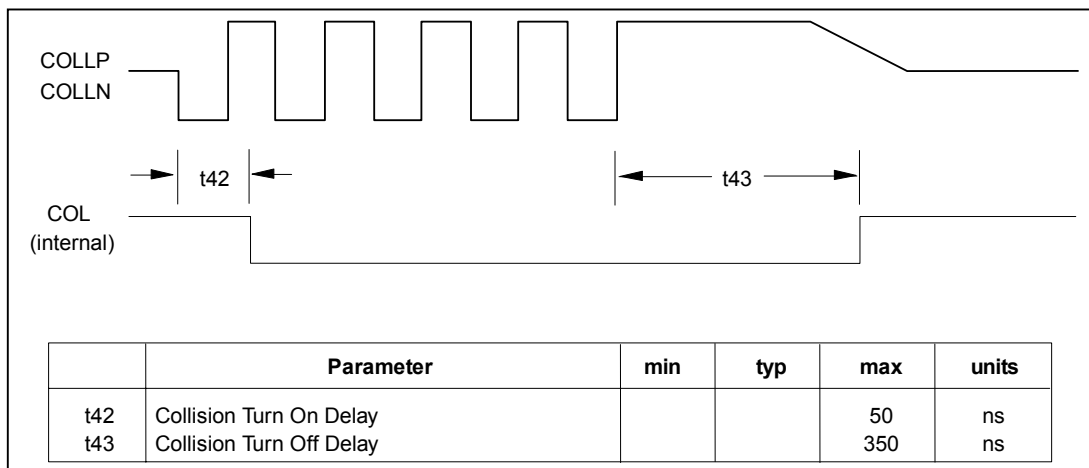 COLLP
COLLN
t42
t43
COL
(internal)
Parameter min typ max units
t42 Collision Turn On Delay 50 ns
t43 Collision Turn Off Delay 350 ns